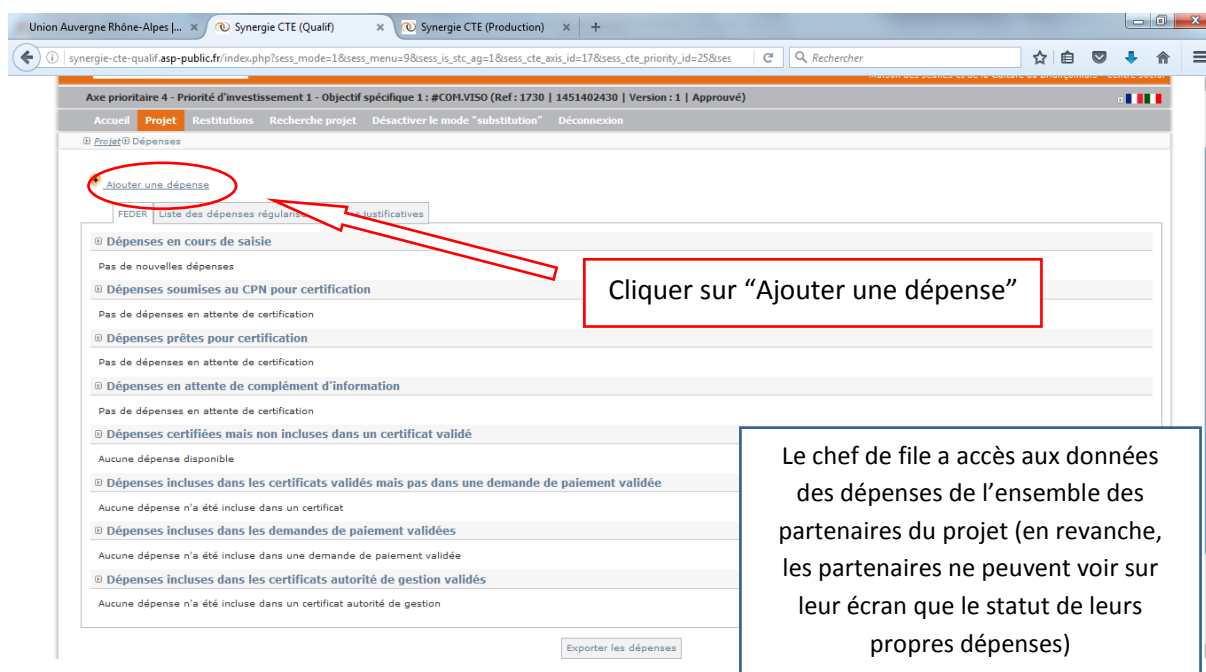 Union Auvergne Rhône-Alpes |... × Synergie CTE (Qualif) × Synergie CTE (Production) × +
synergie-cte-qualif.asp-public.fr/index.php?sess_mode=1&sess_menu=9&sess_is_stc_ag=1&sess_cte_axis_id=17&sess_cte_priority_id=25&ses Rechercher
Axe prioritaire 4 - Priorité d'investissement 1 - Objectif spécifique 1 : #COM.VISO (Ref : 1730 | 1451402430 | Version : 1 | Approuvé)
Accueil Projet Restitutions Recherche projet Désactiver le mode "substitution" Déconnexion
Projet Dépenses
Ajouter une dépense
FEDER Liste des dépenses régularis justificatives
Dépenses en cours de saisie
Pas de nouvelles dépenses
Cliquer sur “Ajouter une dépense”
Dépenses soumises au CPN pour certification
Pas de dépenses en attente de certification
Dépenses prêtes pour certification
Pas de dépenses en attente de certification
Dépenses en attente de complément d'information
Pas de dépenses en attente de certification
Dépenses certifiées mais non incluses dans un certificat validé
Aucune dépense disponible
Dépenses incluses dans les certificats validés mais pas dans une demande de paiement validée
Aucune dépense n'a été incluse dans un certificat
Dépenses incluses dans les demandes de paiement validées
Aucune dépense n'a été incluse dans une demande de paiement validée
Dépenses incluses dans les certificats autorité de gestion validés
Aucune dépense n'a été incluse dans un certificat autorité de gestion
Exporter les dépenses
Le chef de file a accès aux données
des dépenses de l’ensemble des
partenaires du projet (en revanche,
les partenaires ne peuvent voir sur
leur écran que le statut de leurs
propres dépenses)